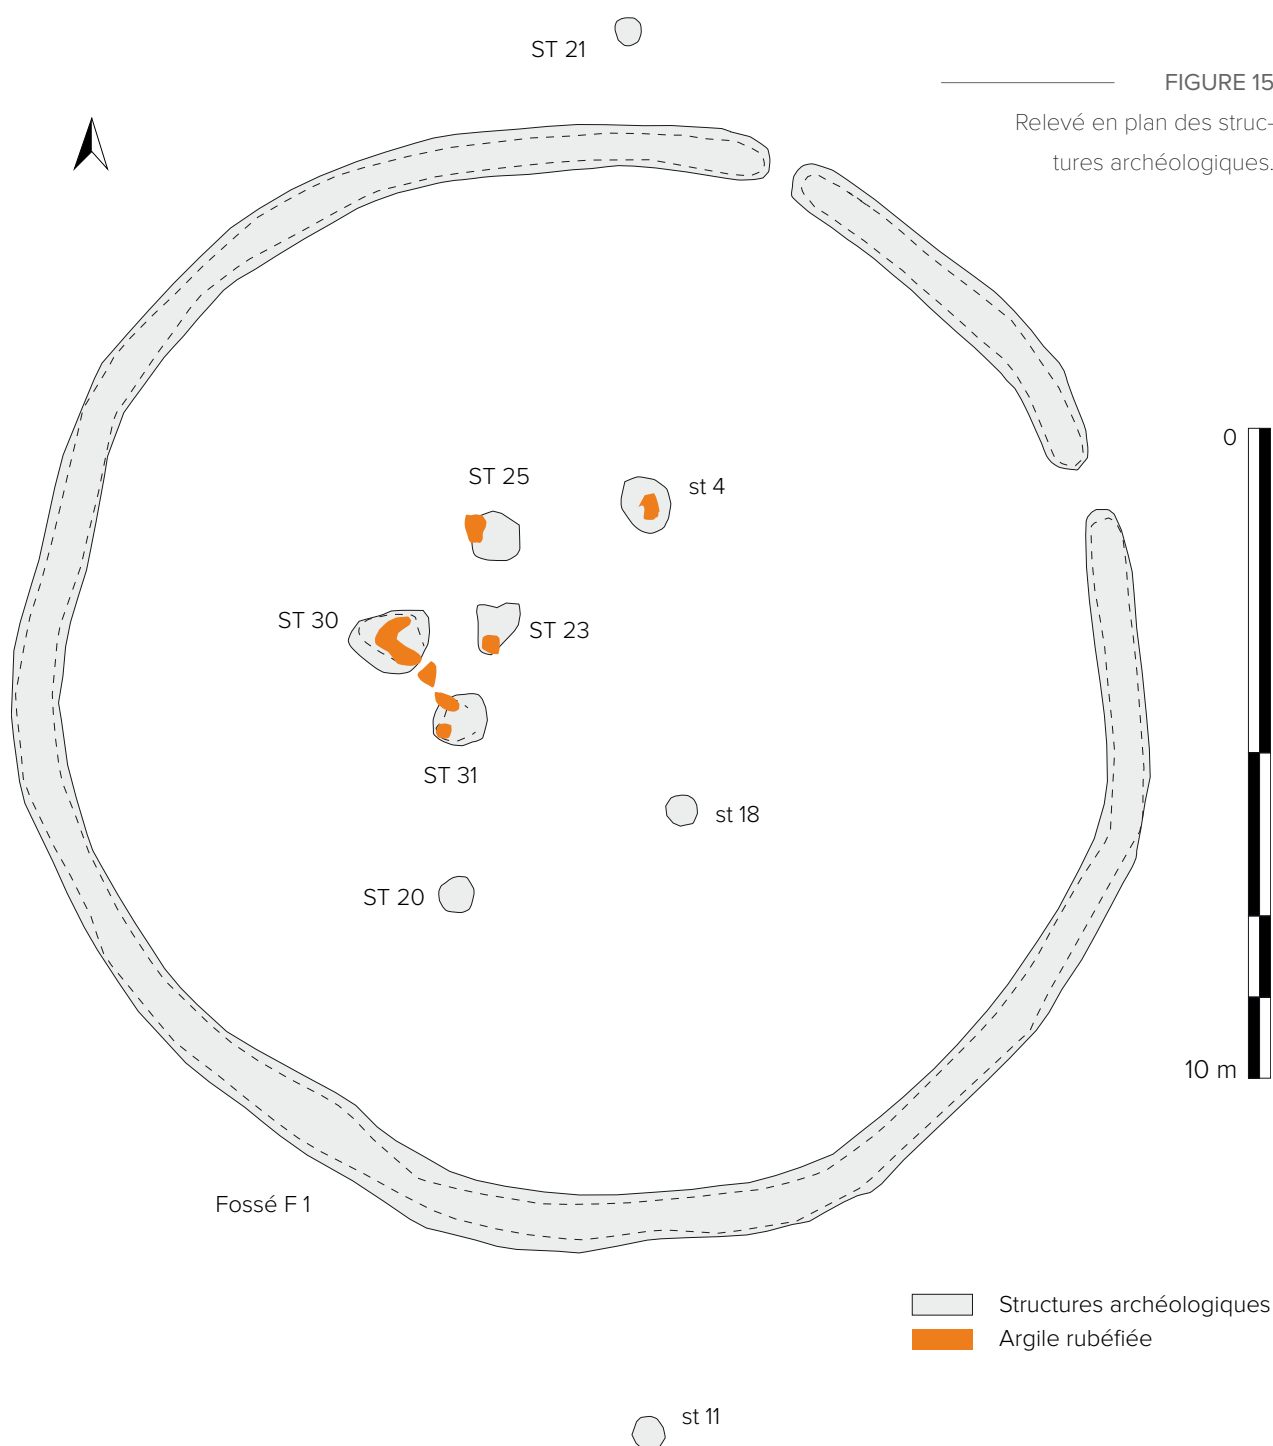 ST 21
FIGURE 15
Relevé en plan des struc-
tures archéologiques.
0
ST 25
st 4
ST 30
ST 23
ST 31
st 18
ST 20
10 m
Fossé F 1
Structures archéologiques
Argile rubéfiée
st 11